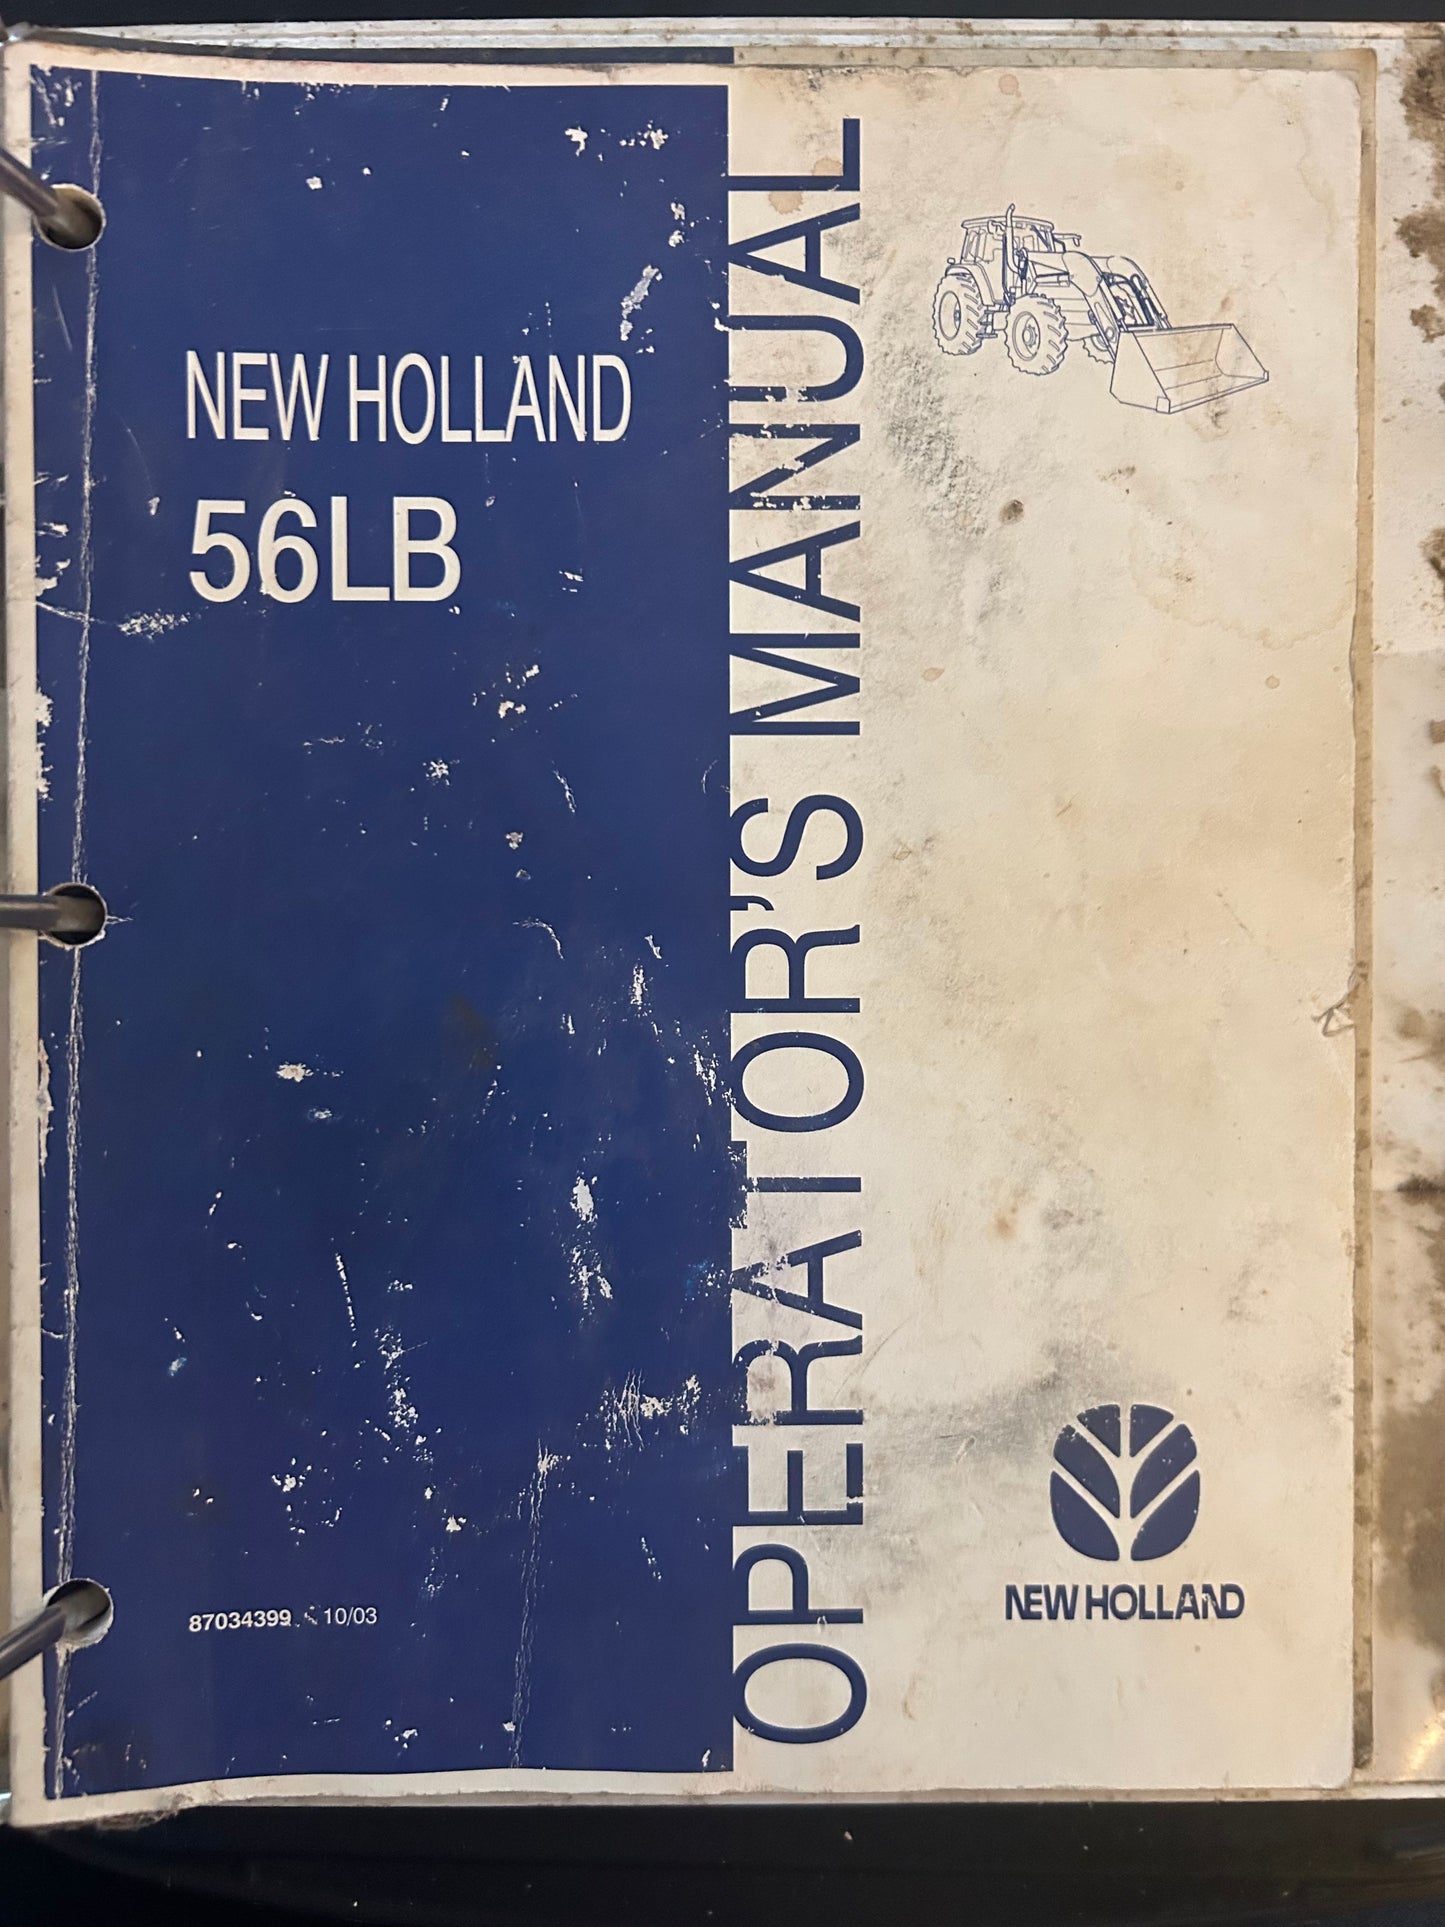 NEW HOLLAND
56LB
OPERATOR'S MANUAL
87034399 10/03
NEW HOLLAND